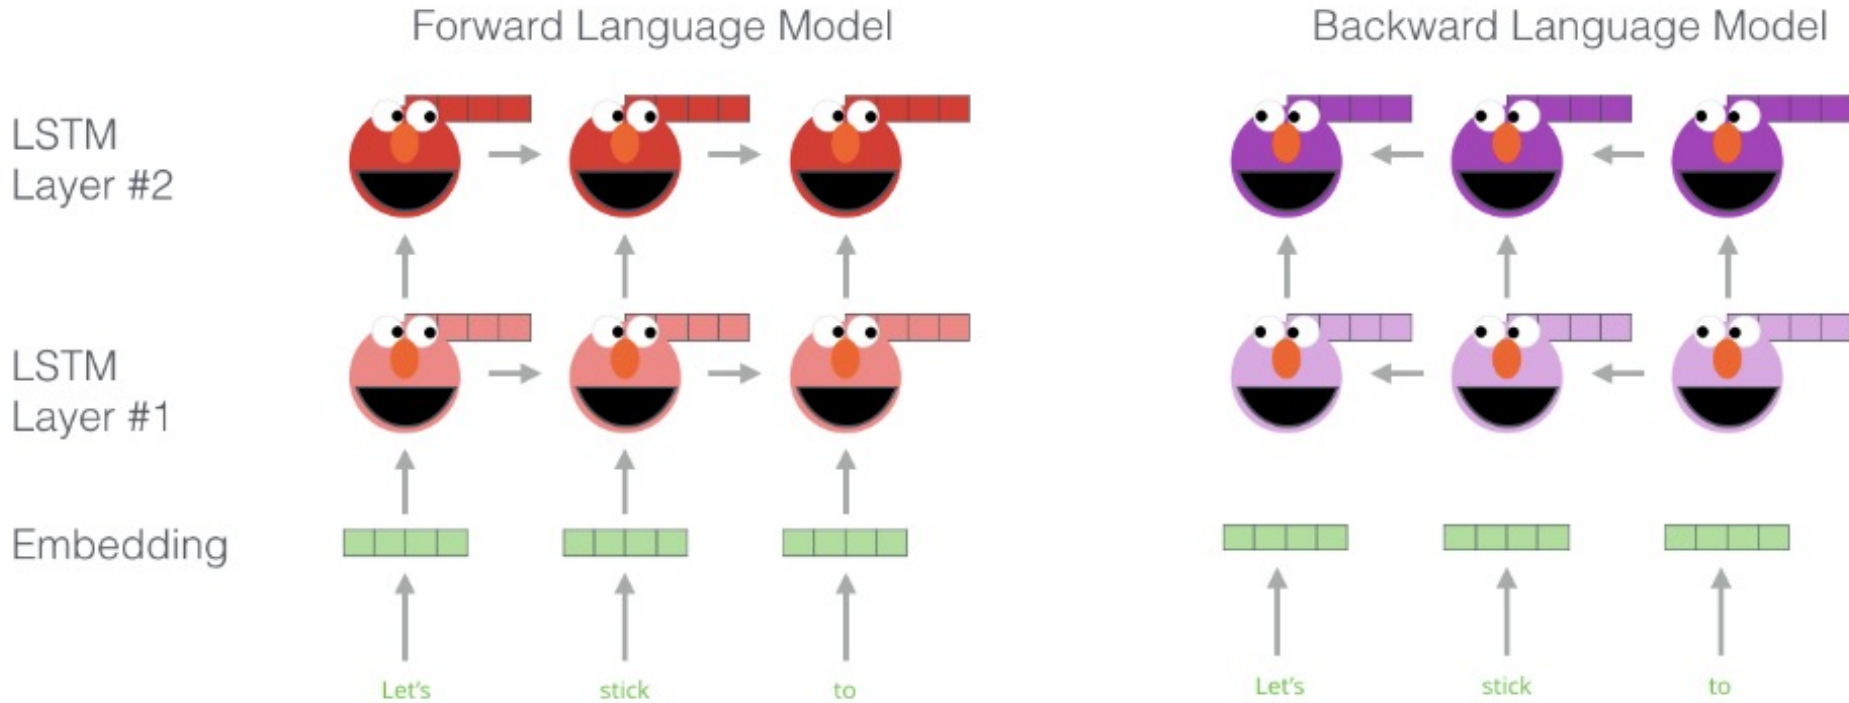 Forward Language Model
Backward Language Model
LSTM
Layer #2
LSTM
Layer #1
Embedding
Let's
stick
to
Let's
stick
to